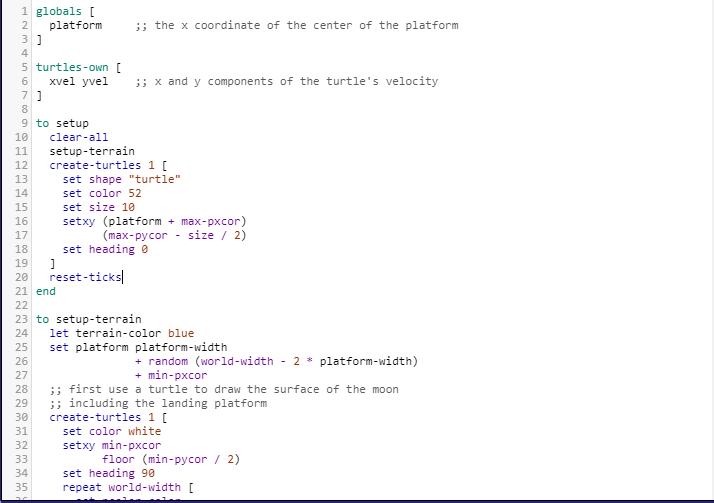 1 globals [
2   platform     ;; the x coordinate of the center of the platform
3 ]
4
5 turtles-own [
6   xvel yvel    ;; x and y components of the turtle's velocity
7 ]
8
9 to setup
10   clear-all
11   setup-terrain
12   create-turtles 1 [
13     set shape "turtle"
14     set color 52
15     set size 10
16     setxy (platform + max-pxcor)
17           (max-pycor - size / 2)
18     set heading 0
19   ]
20   reset-ticks
21 end
22
23 to setup-terrain
24   let terrain-color blue
25   set platform platform-width
26                + random (world-width - 2 * platform-width)
27                + min-pxcor
28   ;; first use a turtle to draw the surface of the moon
29   ;; including the landing platform
30   create-turtles 1 [
31     set color white
32     setxy min-pxcor
33           floor (min-pycor / 2)
34     set heading 90
35     repeat world-width [